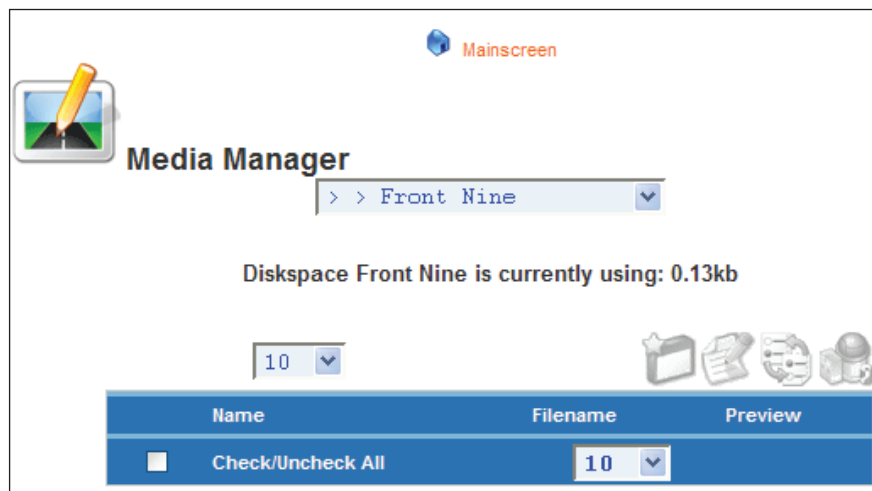 Mainscreen
Media Manager
> > Front Nine
Diskspace Front Nine is currently using: 0.13kb
10
Name Filename Preview
Check/Uncheck All 10